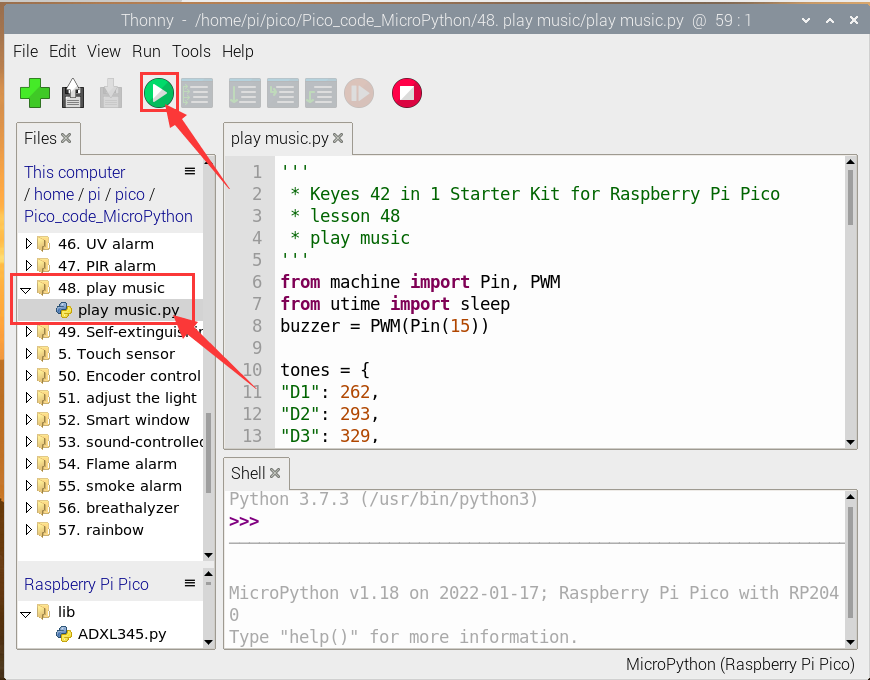 Thonny - /home/pi/pico/Pico_code_MicroPython/48. play music/play music.py @ 59 : 1
File Edit View Run Tools Help
Files
This computer
/ home / pi / pico /
Pico_code_MicroPython
46. UV alarm
47. PIR alarm
48. play music
play music.py
49. Self-extinguishin
5. Touch sensor
50. Encoder control
51. adjust the light
52. Smart window
53. sound-controlled
54. Flame alarm
55. smoke alarm
56. breathalyzer
57. rainbow
Raspberry Pi Pico
lib
ADXL345.py
play music.py
1 '''
2 * Keyes 42 in 1 Starter Kit for Raspberry Pi Pico
3 * lesson 48
4 * play music
5 '''
6 from machine import Pin, PWM
7 from utime import sleep
8 buzzer = PWM(Pin(15))
9
10 tones = {
11 "D1": 262,
12 "D2": 293,
13 "D3": 329,
Shell
Python 3.7.3 (/usr/bin/python3)
>>>
MicroPython v1.18 on 2022-01-17; Raspberry Pi Pico with RP204
0
Type "help()" for more information.
MicroPython (Raspberry Pi Pico)